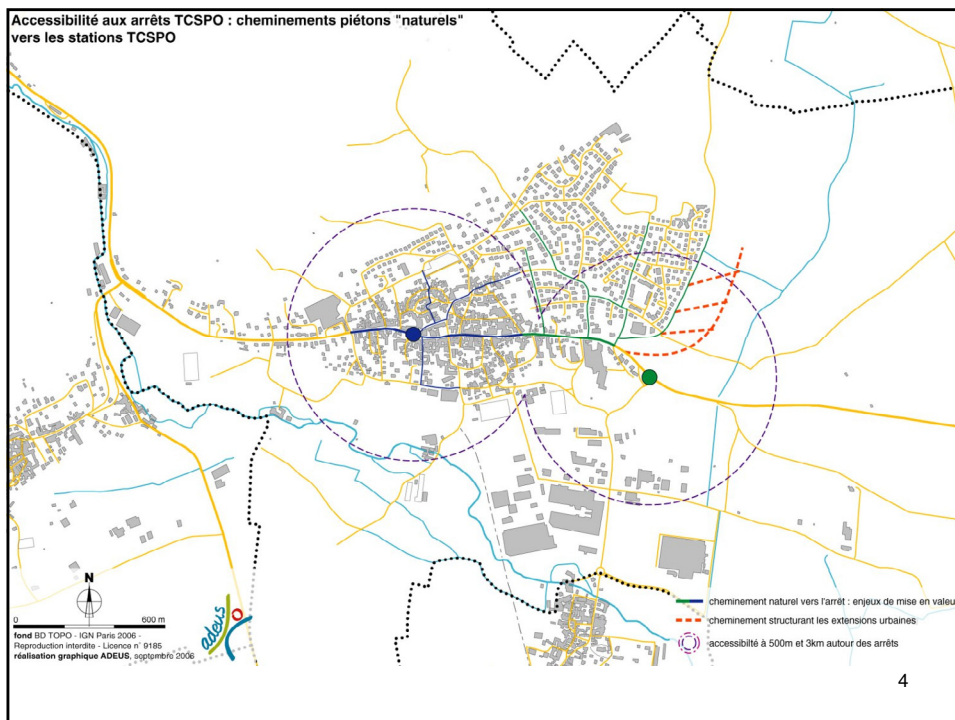 Accessibilité aux arrêts TCSPO : cheminements piétons "naturels"
vers les stations TCSPO
N
0 600 m
fond BD TOPO - IGN Paris 2006 -
Reproduction interdite - Licence n° 9185
réalisation graphique ADEUS, septembre 2006
adeus
cheminement naturel vers l'arrêt : enjeux de mise en valeu
cheminement structurant les extensions urbaines
accessibilté à 500m et 3km autour des arrêts
4